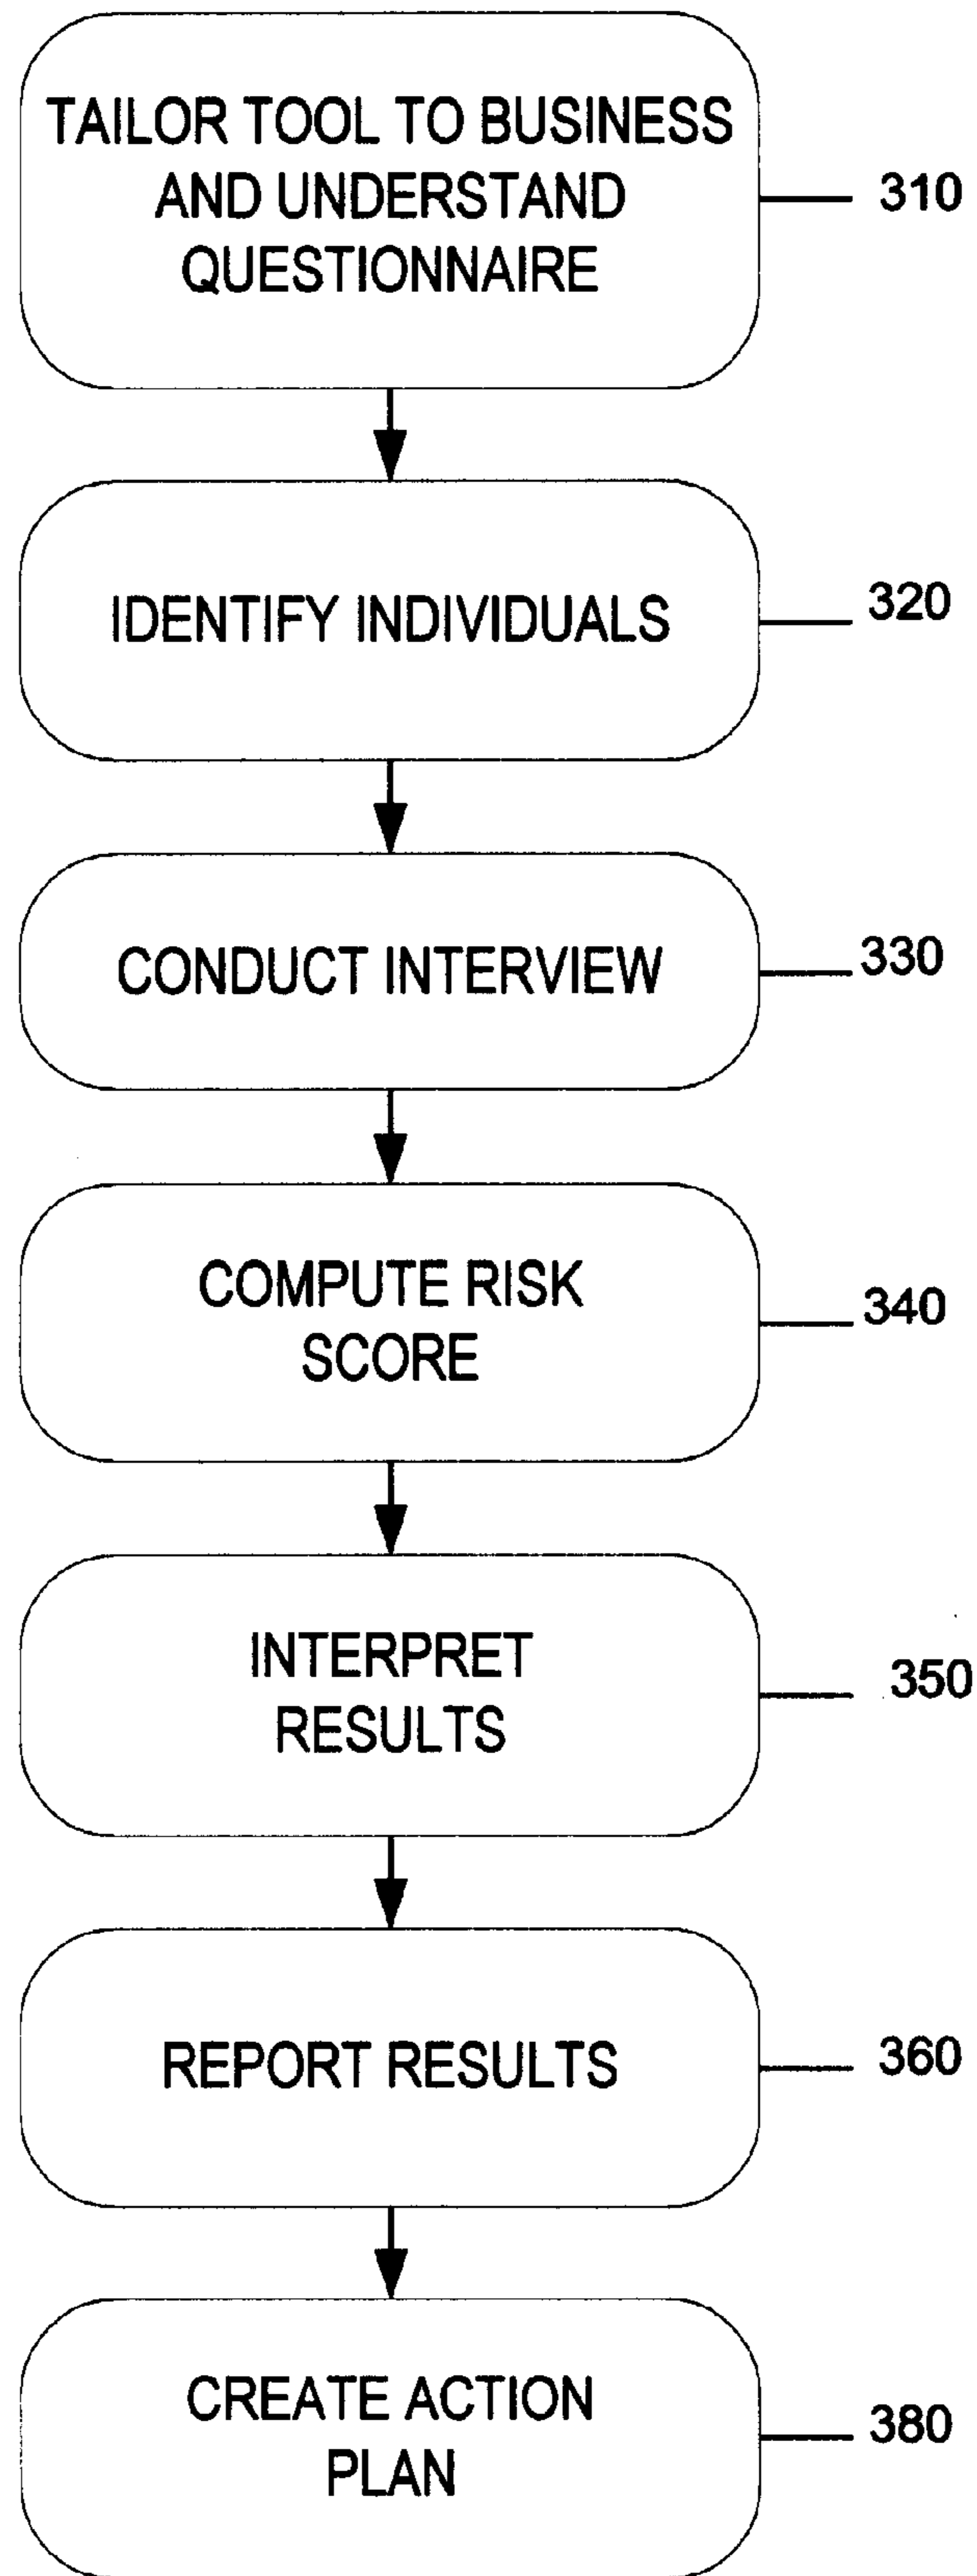 TAILOR TOOL TO BUSINESS
AND UNDERSTAND
QUESTIONNAIRE
310
IDENTIFY INDIVIDUALS
320
CONDUCT INTERVIEW
330
COMPUTE RISK
SCORE
340
INTERPRET
RESULTS
350
REPORT RESULTS
360
CREATE ACTION
PLAN
380